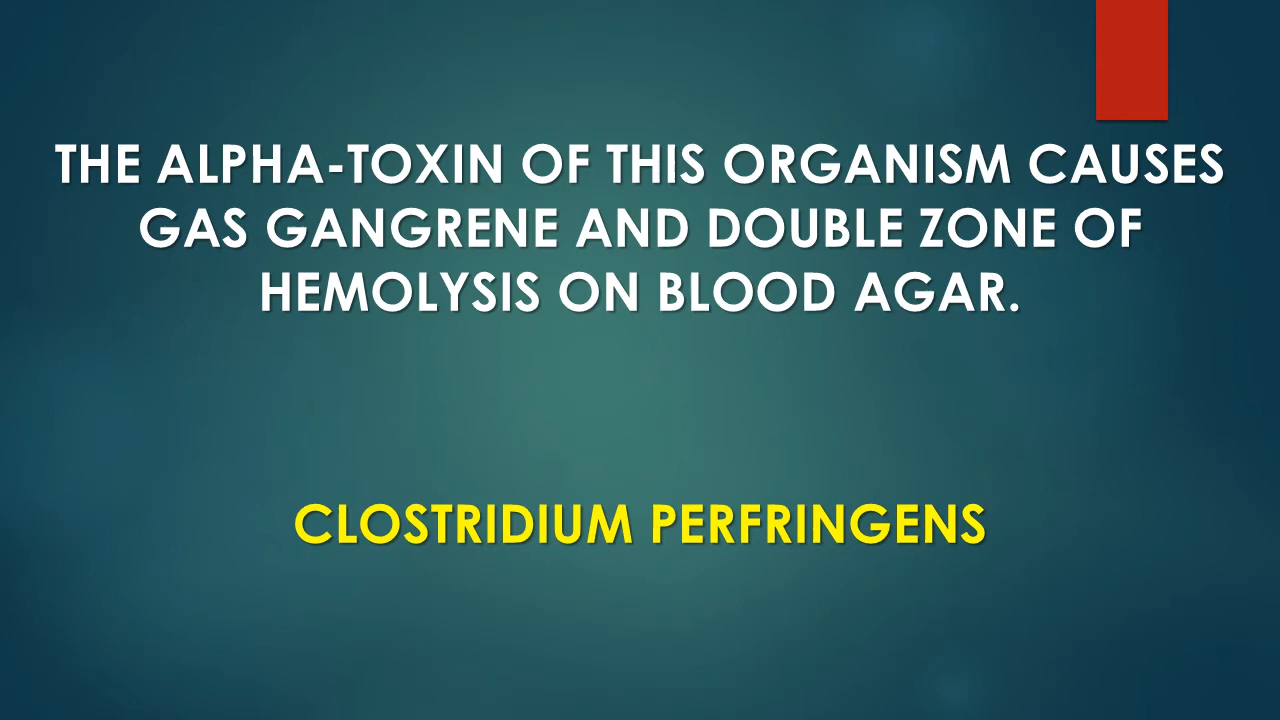 THE ALPHA-TOXIN OF THIS ORGANISM CAUSES
GAS GANGRENE AND DOUBLE ZONE OF
HEMOLYSIS ON BLOOD AGAR.
CLOSTRIDIUM PERFRINGENS